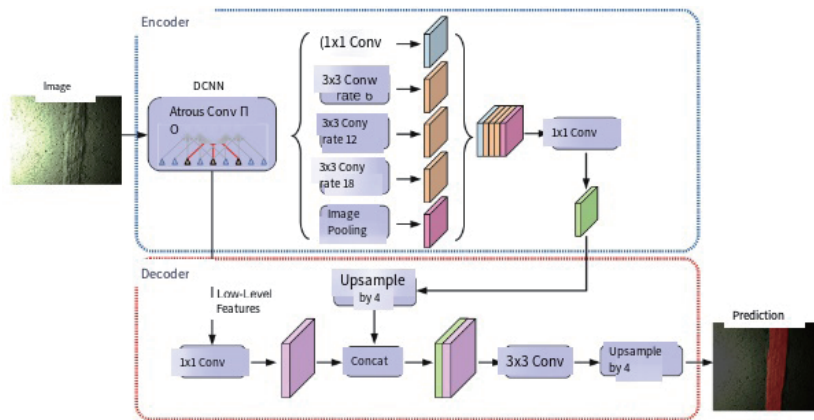 Encoder
Image
DCNN
Atrous Conv Π
O
(1x1 Conv
3x3 Conw
rate 6
3x3 Cony
rate 12
3x3 Cony
rate 18
Image
Pooling
1x1 Conv
Decoder
Low-Level
Features
Upsample
by 4
1x1 Conv
Concat
3x3 Conv
Upsample
by 4
Prediction